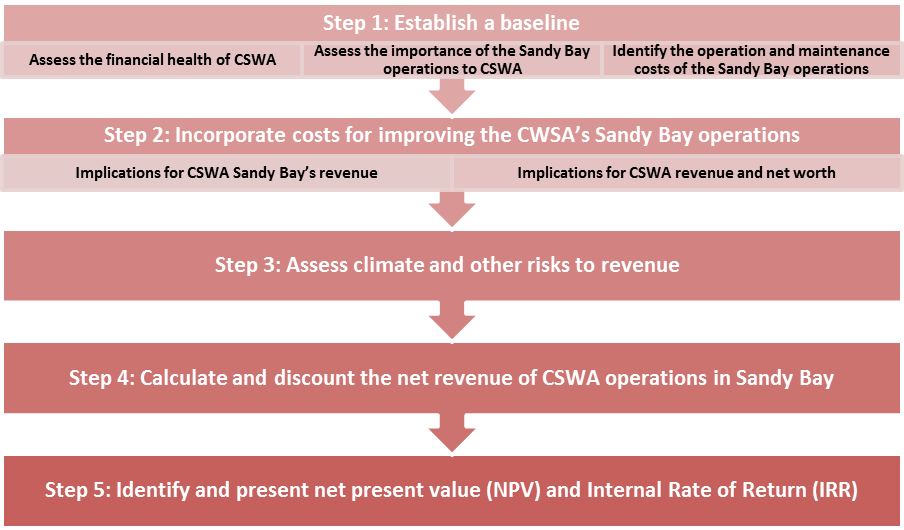 Step 1: Establish a baseline
Assess the financial health of CSWA
Assess the importance of the Sandy Bay
operations to CSWA
Identify the operation and maintenance
costs of the Sandy Bay operations
Step 2: Incorporate costs for improving the CWSA’s Sandy Bay operations
Implications for CSWA Sandy Bay’s revenue
Implications for CSWA revenue and net worth
Step 3: Assess climate and other risks to revenue
Step 4: Calculate and discount the net revenue of CSWA operations in Sandy Bay
Step 5: Identify and present net present value (NPV) and Internal Rate of Return (IRR)